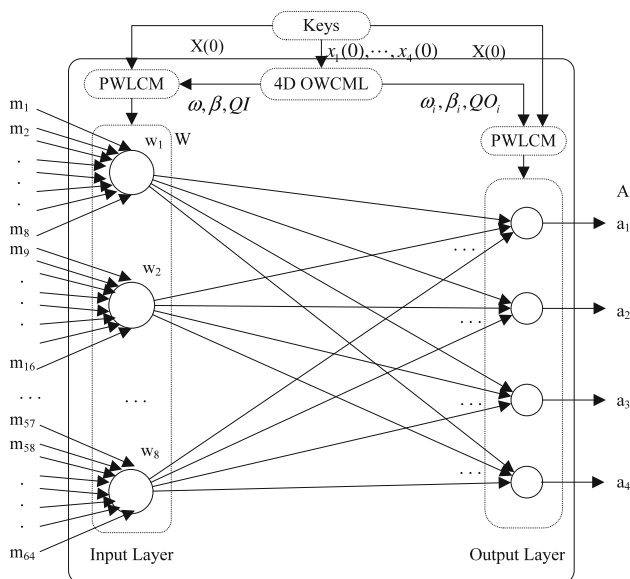 Keys
X(0) x₁(0),⋯,x₄(0) X(0)
PWLCM 4D OWCML
ω,β,QI ωᵢ,βᵢ,QOᵢ
PWLCM
m₁
m₂
.
.
.
m₈
w₁ W
m₉
.
.
.
m₁₆
w₂
... ...
m₅₇
m₅₈
.
.
.
m₆₄
w₈
...
...
...
...
A
a₁
a₂
a₃
a₄
Input Layer Output Layer